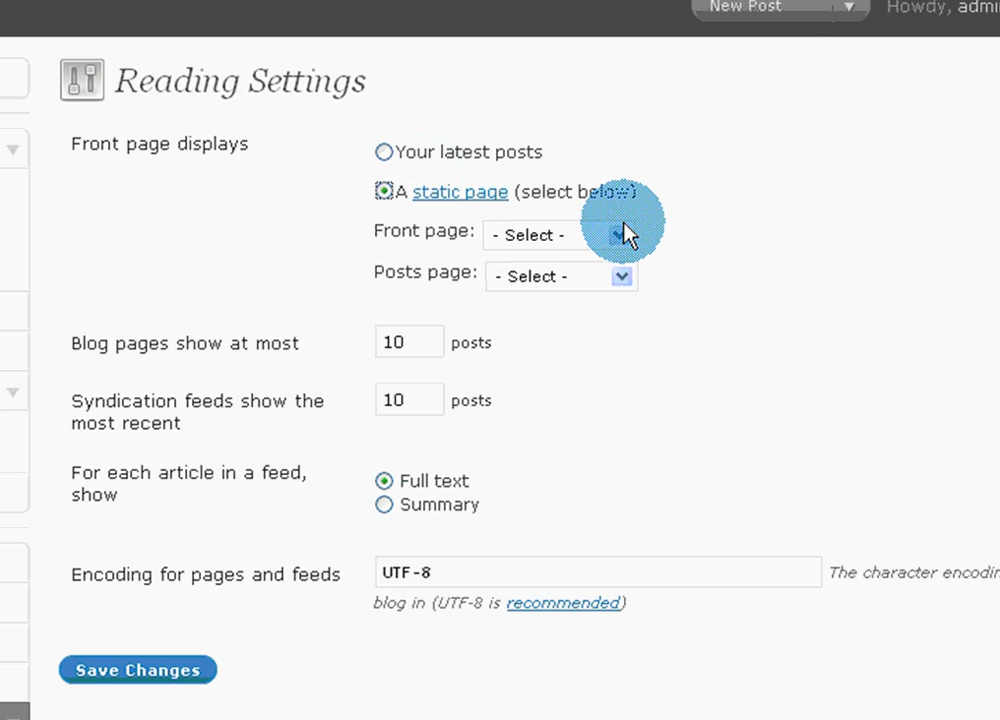 New Post
Howdy, admi
Reading Settings
Front page displays
Your latest posts
A static page (select below)
Front page: - Select -
Posts page: - Select -
Blog pages show at most 10 posts
Syndication feeds show the most recent 10 posts
For each article in a feed, show
Full text
Summary
Encoding for pages and feeds UTF-8 The character encodin
blog in (UTF-8 is recommended)
Save Changes